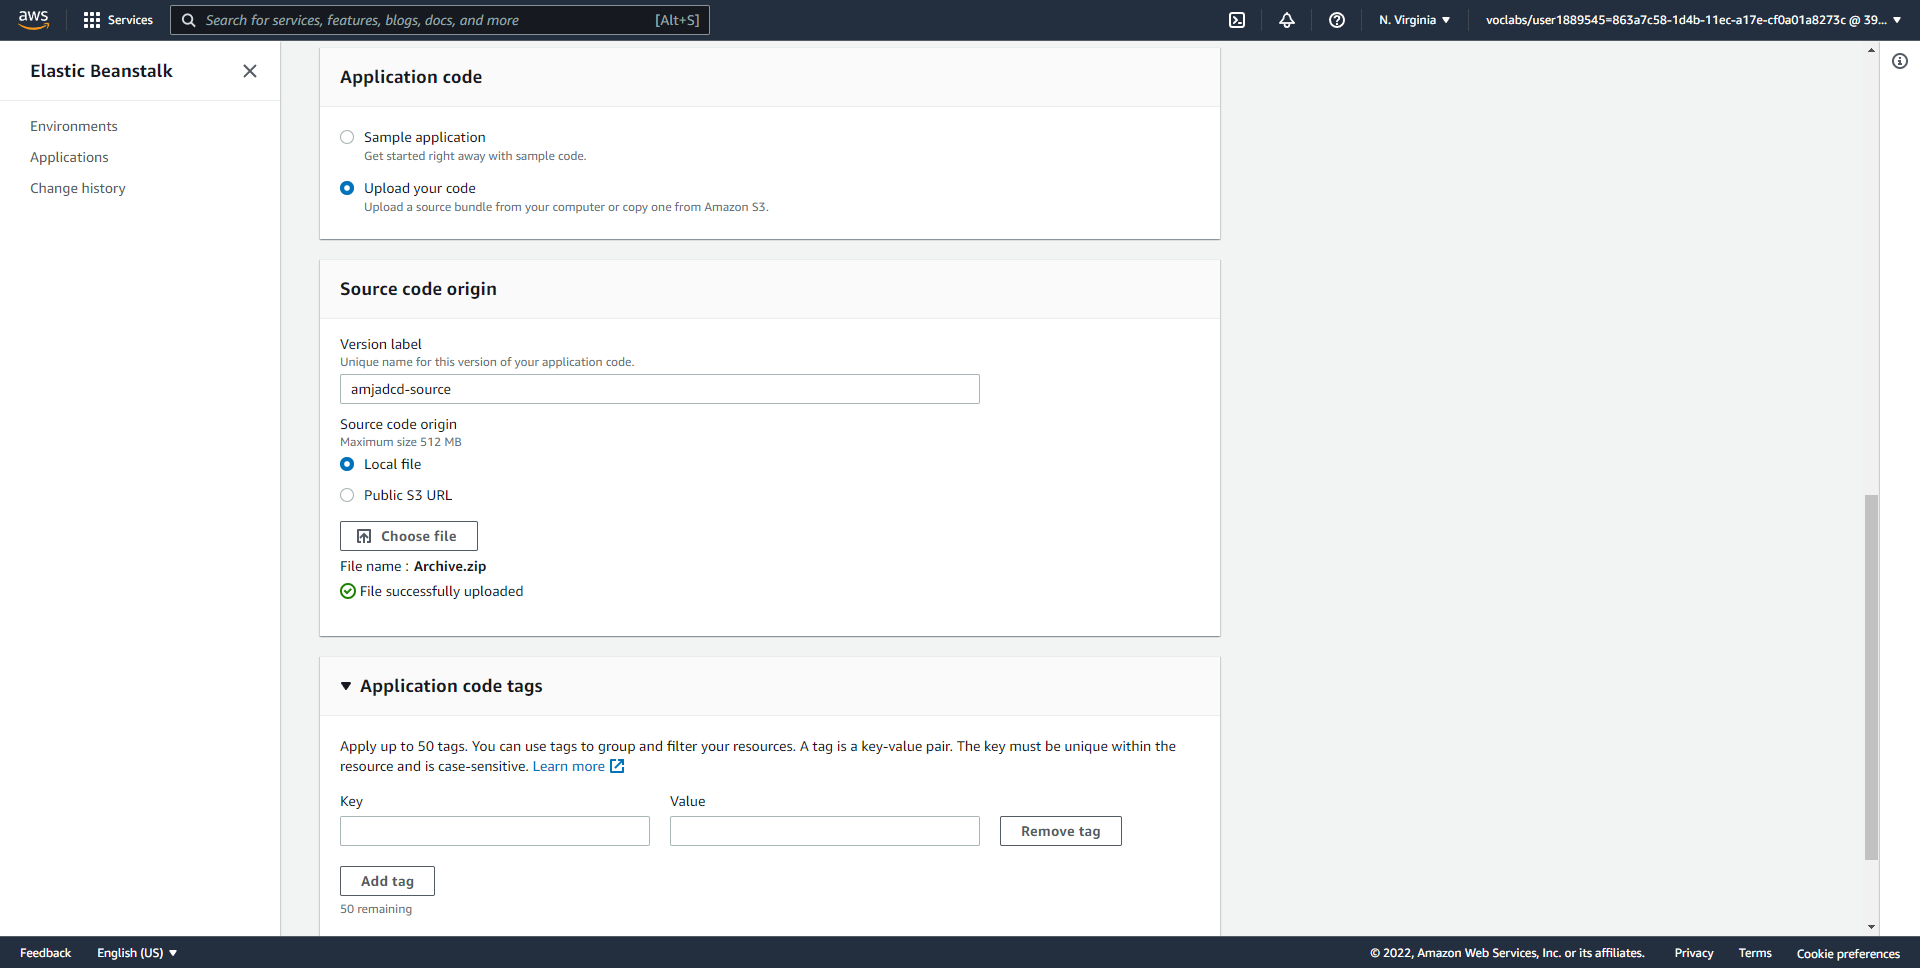 aws
Services
Search for services, features, blogs, docs, and more
[Alt+S]
N. Virginia
voclabs/user1889545=863a7c58-1d4b-11ec-a17e-cf0a01a8273c @ 39...
Elastic Beanstalk
Environments
Applications
Change history
Application code
Sample application
Get started right away with sample code.
Upload your code
Upload a source bundle from your computer or copy one from Amazon S3.
Source code origin
Version label
Unique name for this version of your application code.
amjadcd-source
Source code origin
Maximum size 512 MB
Local file
Public S3 URL
Choose file
File name : Archive.zip
File successfully uploaded
Application code tags
Apply up to 50 tags. You can use tags to group and filter your resources. A tag is a key-value pair. The key must be unique within the
resource and is case-sensitive. Learn more
Key
Value
Remove tag
Add tag
50 remaining
Feedback
English (US)
© 2022, Amazon Web Services, Inc. or its affiliates.
Privacy
Terms
Cookie preferences